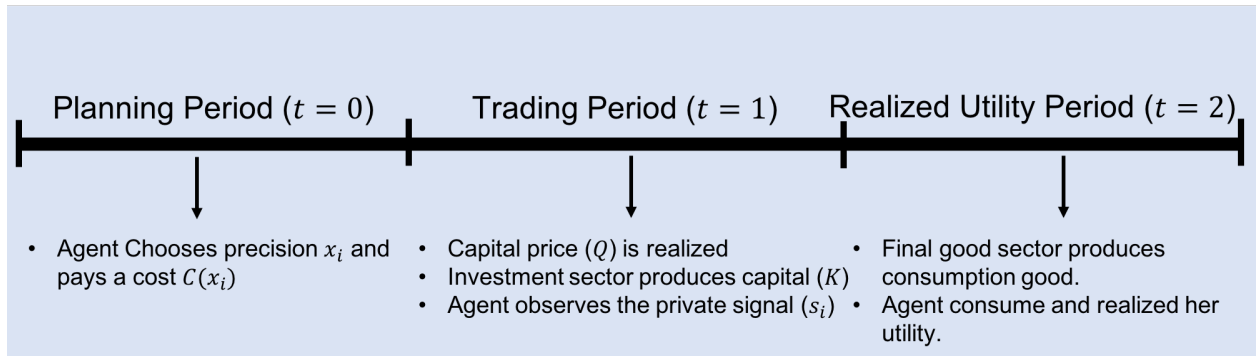 Planning Period (t = 0)
Trading Period (t = 1)
Realized Utility Period (t = 2)
• Agent Chooses precision x_i and
pays a cost C(x_i)
• Capital price (Q) is realized
• Investment sector produces capital (K)
• Agent observes the private signal (s_i)
• Final good sector produces
consumption good.
• Agent consume and realized her
utility.